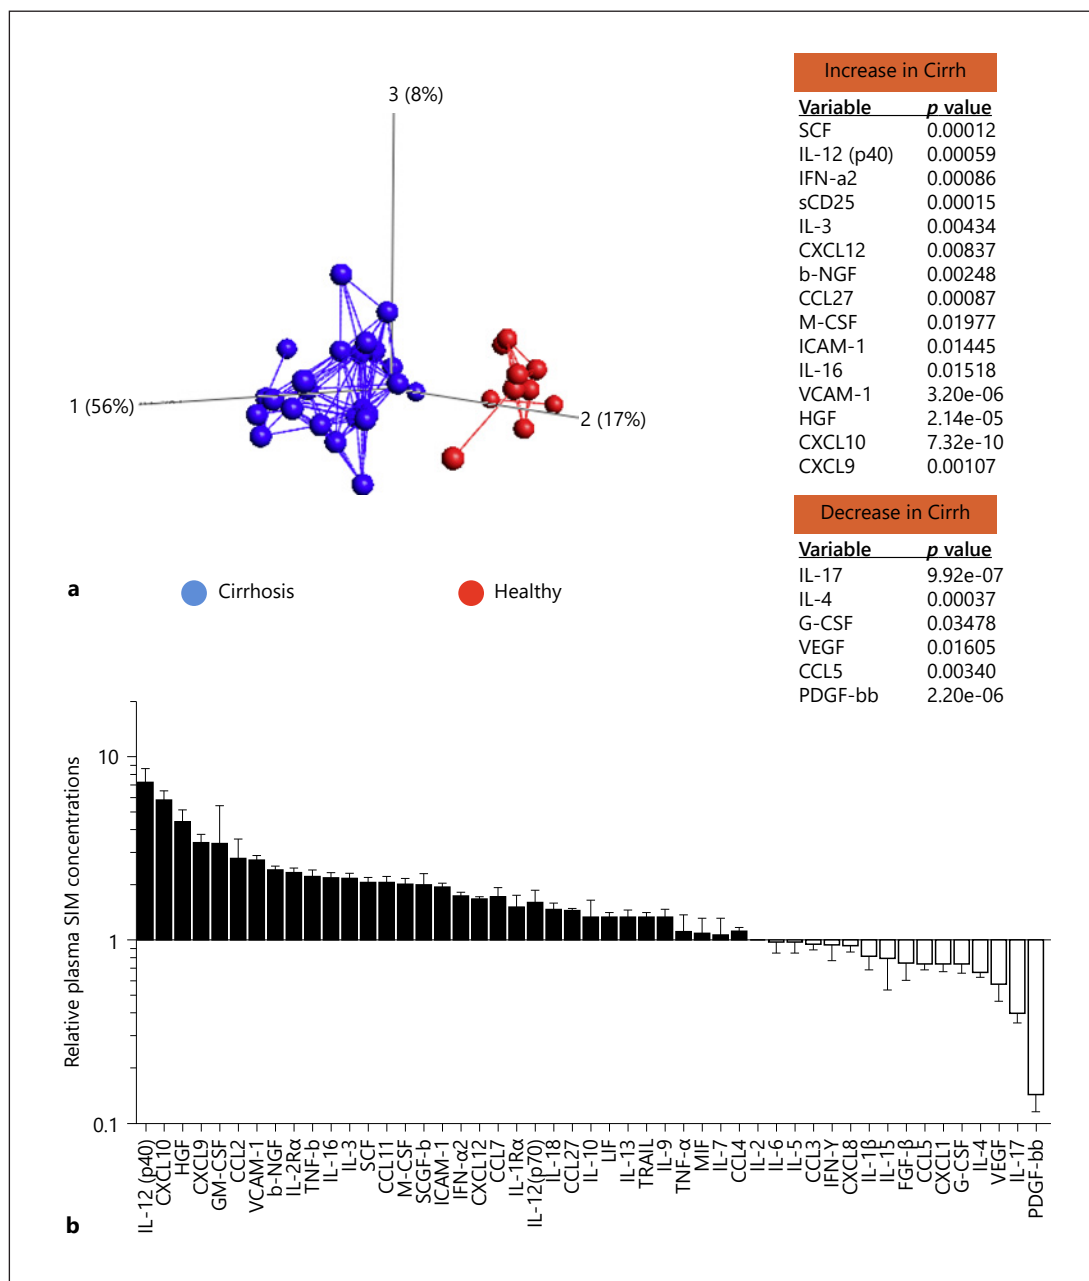 3 (8%)
1 (56%)
2 (17%)
a
Cirrhosis
Healthy
Increase in Cirrh
Variable p value
SCF 0.00012
IL-12 (p40) 0.00059
IFN-a2 0.00086
sCD25 0.00015
IL-3 0.00434
CXCL12 0.00837
b-NGF 0.00248
CCL27 0.00087
M-CSF 0.01977
ICAM-1 0.01445
IL-16 0.01518
VCAM-1 3.20e-06
HGF 2.14e-05
CXCL10 7.32e-10
CXCL9 0.00107
Decrease in Cirrh
Variable p value
IL-17 9.92e-07
IL-4 0.00037
G-CSF 0.03478
VEGF 0.01605
CCL5 0.00340
PDGF-bb 2.20e-06
Relative plasma SIM concentrations
10
1
0.1
IL-12 (p40)
CXCL10
HGF
CXCL9
GM-CSF
CCL2
VCAM-1
b-NGF
IL-2Rα
TNF-b
IL-16
IL-3
SCF
CCL11
M-CSF
SCGF-b
ICAM-1
IFN-α2
CXCL12
CCL7
IL-1Rα
IL-12(p70)
IL-18
CCL27
IL-10
LIF
IL-13
TRAIL
IL-9
TNF-α
MIF
IL-7
CCL4
IL-2
IL-6
IL-5
CCL3
IFN-Υ
CXCL8
IL-1β
IL-15
FGF-β
CCL5
CXCL1
G-CSF
IL-4
VEGF
IL-17
PDGF-bb
b